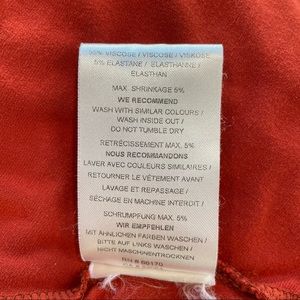 95% VISCOSE / VISCOSE / VISKOSE
5% ELASTANE / ELASTHANNE /
ELASTHAN
MAX. SHRINKAGE 5%
WE RECOMMEND
WASH WITH SIMILAR COLOURS /
WASH INSIDE OUT /
DO NOT TUMBLE DRY
RETRÉCISSEMENT MAX. 5%
NOUS RECOMMANDONS
LAVER AVEC COULEURS SIMILAIRES /
RETOURNER LE VÊTEMENT AVANT
LAVAGE ET REPASSAGE /
SÉCHAGE EN MACHINE INTERDIT /
SCHRUMPFUNG MAX. 5%
WIR EMPFEHLEN
MIT ÄHNLICHEN FARBEN WASCHEN /
BITTE AUF LINKS WASCHEN /
NICHT MASCHINENTROCKNEN